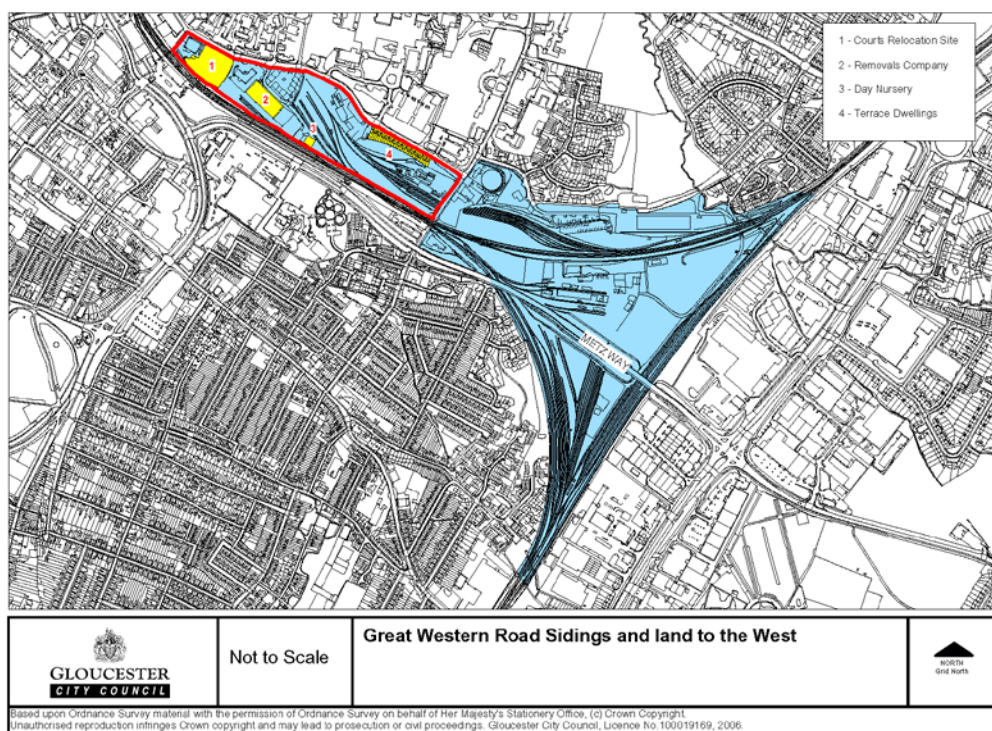 1 - Courts Relocation Site
2 - Removals Company
3 - Day Nursery
4 - Terrace Dwellings
1
2
3
4
METZ WAY
GLOUCESTER
CITY COUNCIL
Not to Scale
Great Western Road Sidings and land to the West
NORTH
Grid North
Based upon Ordnance Survey material with the permission of Ordnance Survey on behalf of Her Majesty's Stationery Office, (c) Crown Copyright.
Unauthorised reproduction infringes Crown copyright and may lead to prosecution or civil proceedings. Gloucester City Council, Licence No.100019169, 2006.